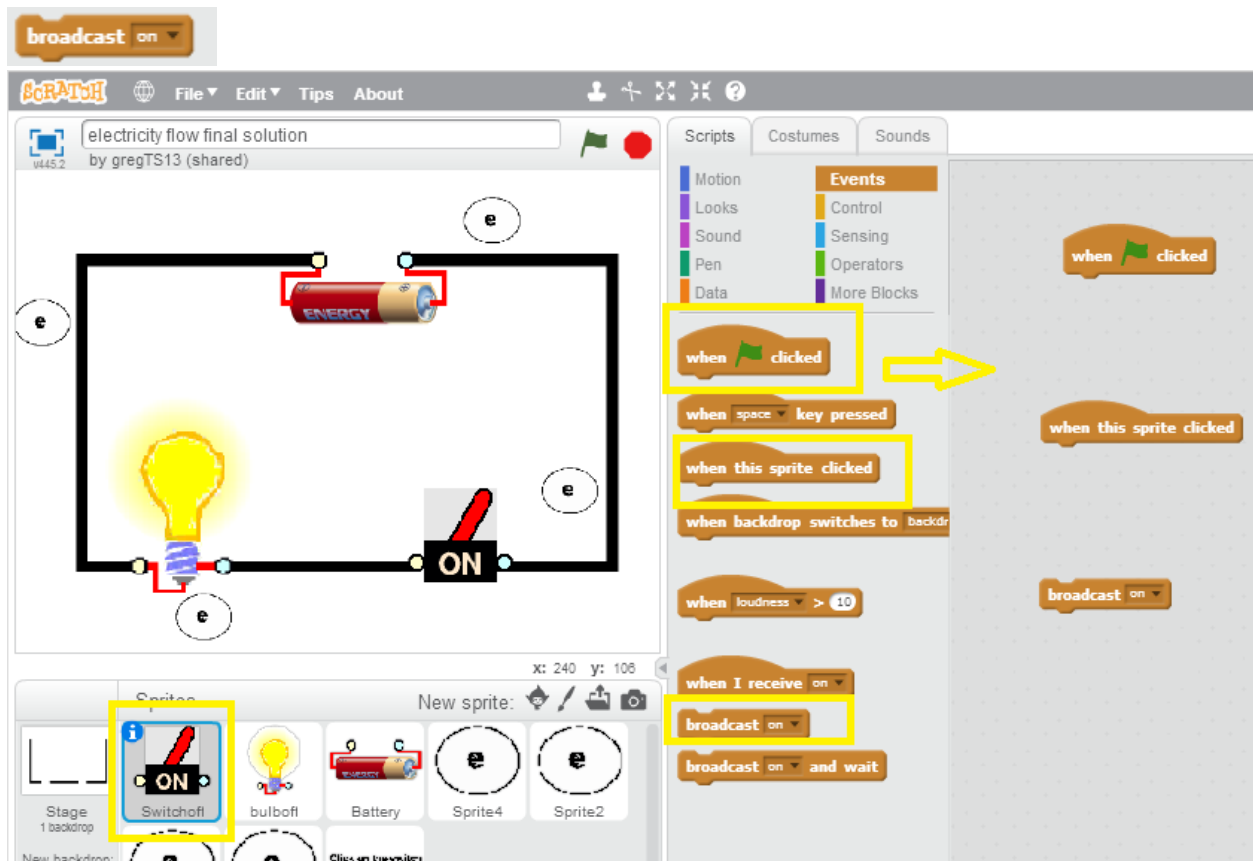 broadcast on
SCRATCH File Edit Tips About
v445.2
electricity flow final solution
by gregTS13 (shared)
e
e
ENERGY
e
ON
e
x: 240 y: 106
Sprites New sprite:
Stage
1 backdrop
New backdrop:
ON
Switchofl
bulbofl
ENERGY
Battery
e
Sprite4
e
Sprite2
e
e
Scripts Costumes Sounds
Motion Events
Looks Control
Sound Sensing
Pen Operators
Data More Blocks
when clicked
when space key pressed
when this sprite clicked
when backdrop switches to
when loudness > 10
when I receive on
broadcast on
broadcast on and wait
when clicked
when this sprite clicked
broadcast on